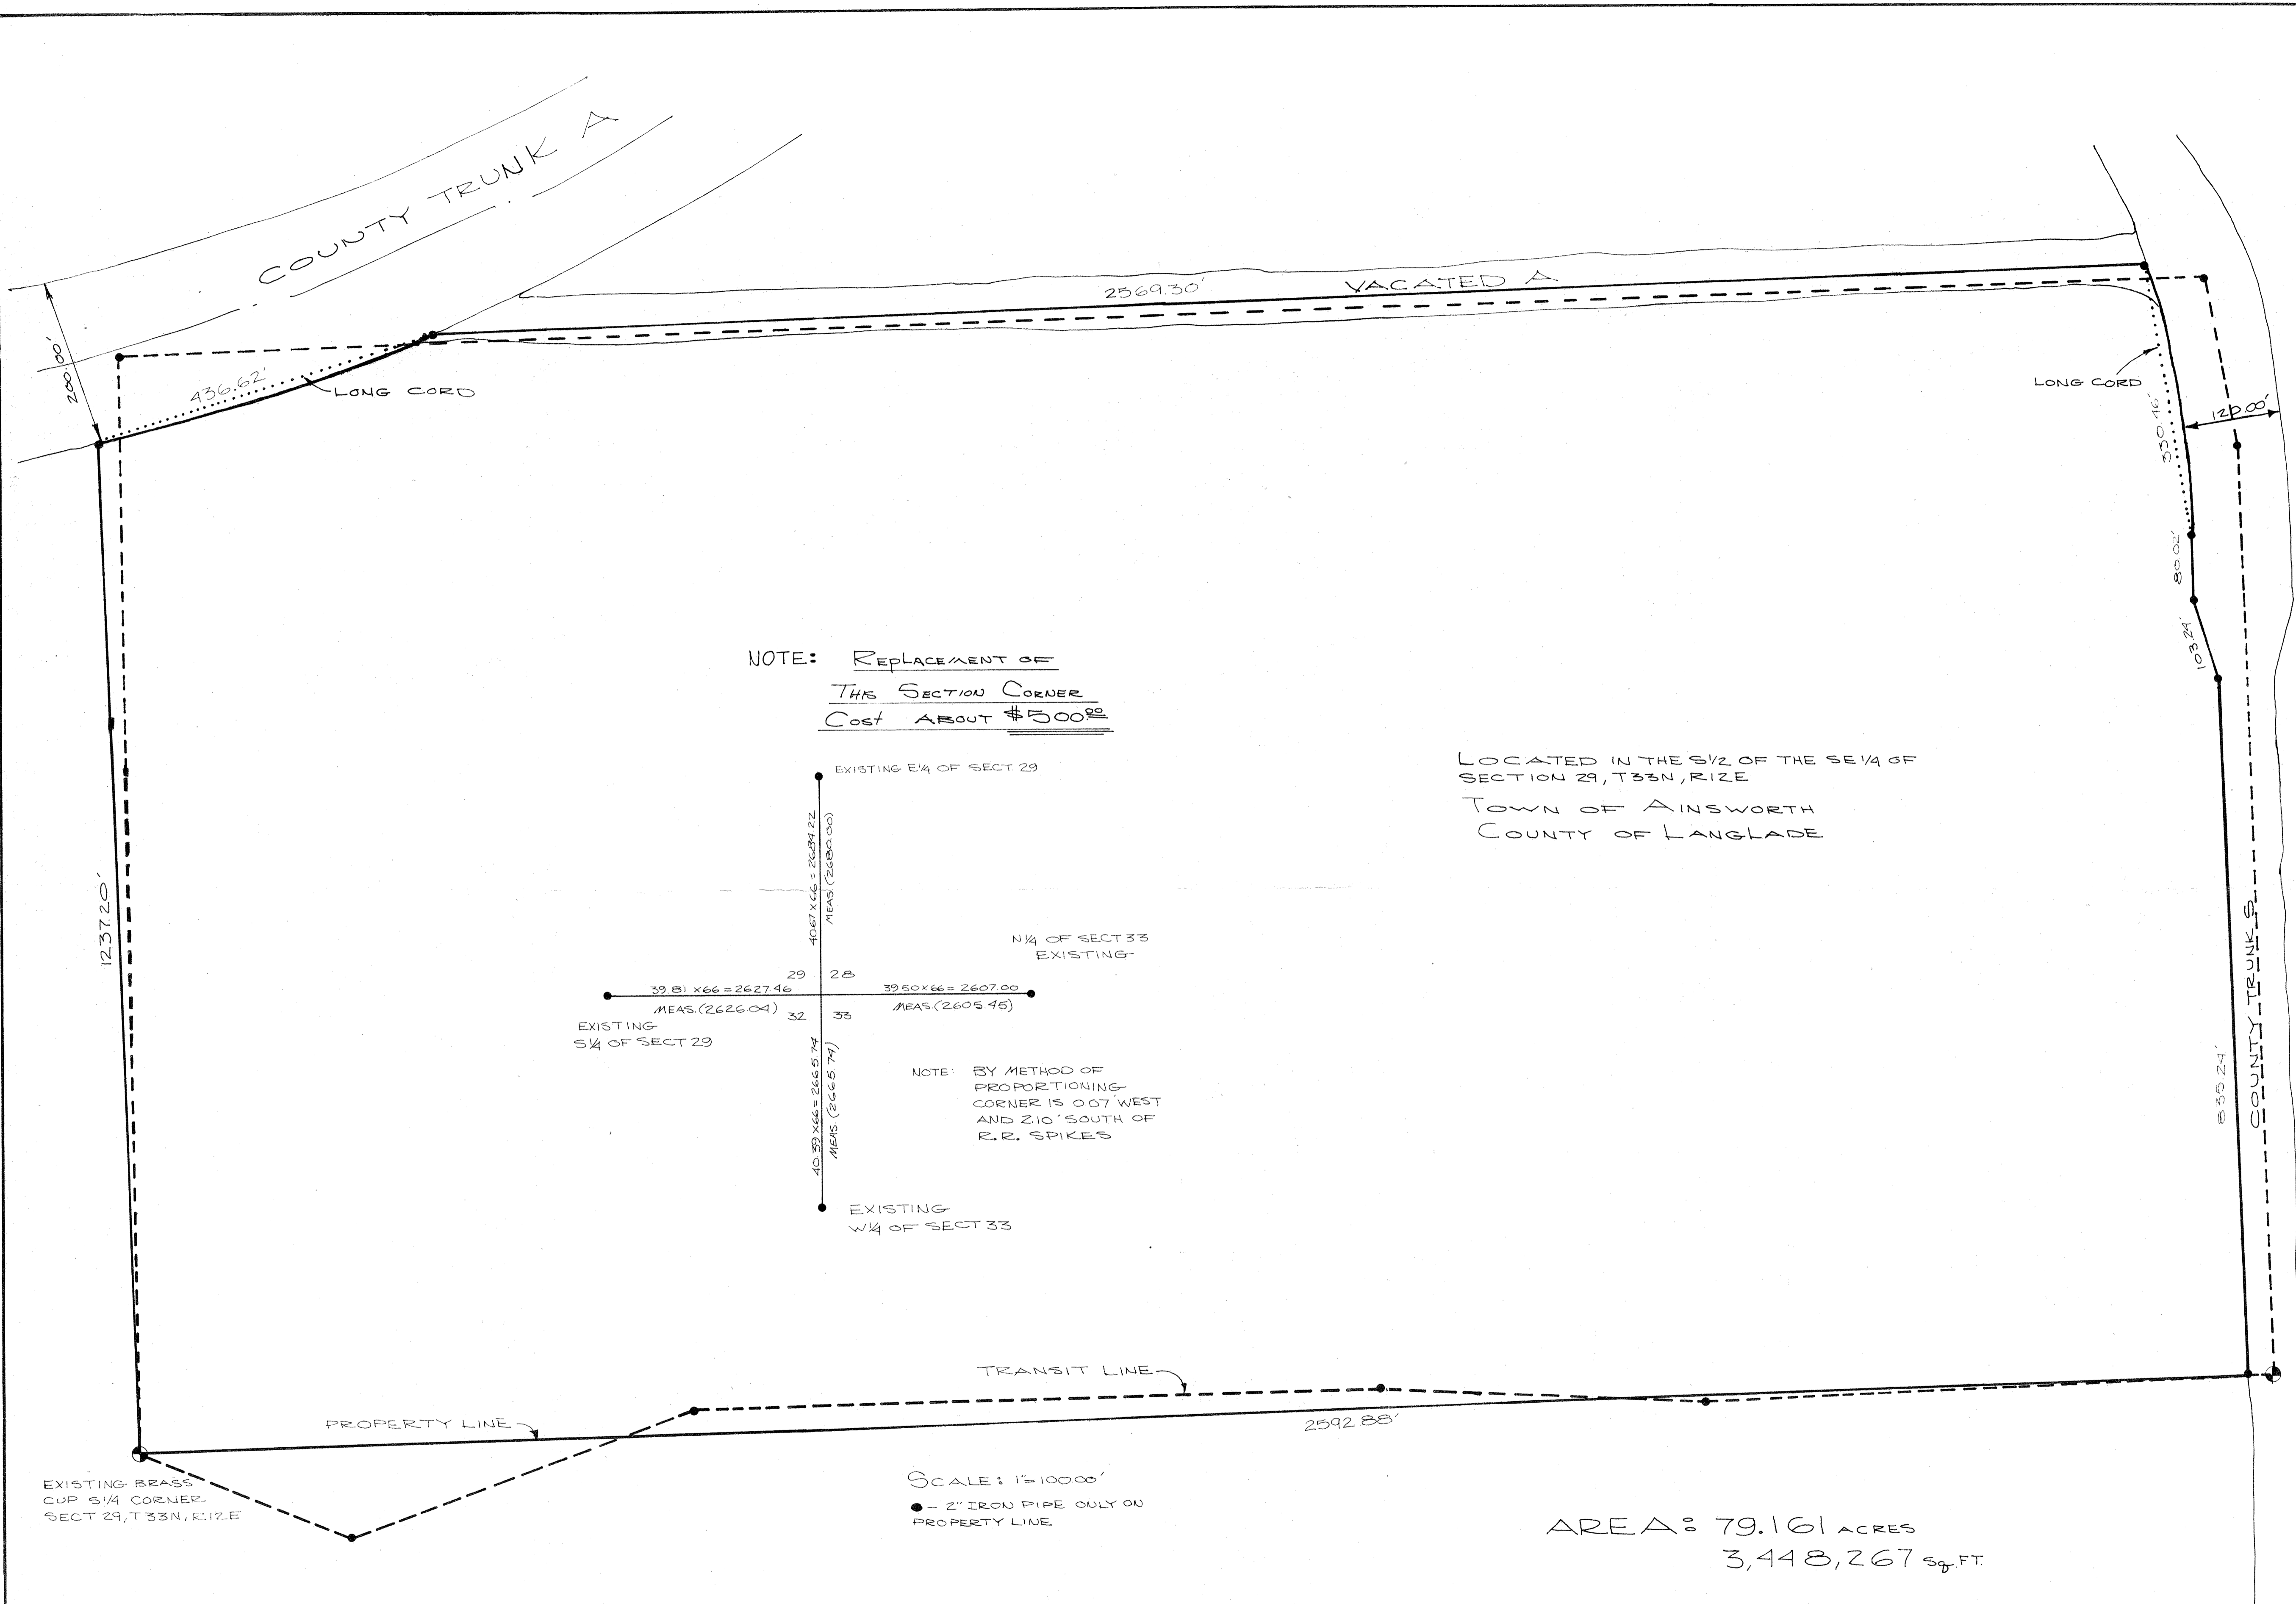 COUNTY TRUNK A
200.00'
436.62'
LONG CORD
2569.30'
VACATED A
LONG CORD
330.46'
120.00'
80.02'
103.24'
NOTE: REPLACEMENT OF
THIS SECTION CORNER
COST ABOUT $500.00
EXISTING E1/4 OF SECT 29
4067 X 66 = 2684.22
MEAS. (2680.00)
LOCATED IN THE S1/2 OF THE SE1/4 OF
SECTION 29, T33N, R12E
TOWN OF AINSWORTH
COUNTY OF LANGLADE
1237.20'
N1/4 OF SECT 33
EXISTING
29 28
39.81 X66 = 2627.46
3950X66 = 2607.00
MEAS. (2626.04)
MEAS. (2605.45)
32 33
EXISTING
S1/4 OF SECT 29
40.39 X66 = 2665.74
MEAS. (2665.74)
NOTE: BY METHOD OF
PROPORTIONING
CORNER IS 0.07' WEST
AND 2.10' SOUTH OF
R.R. SPIKES
EXISTING
W1/4 OF SECT 33
COUNTY TRUNK S
835.24'
TRANSIT LINE
PROPERTY LINE
2592.88'
EXISTING BRASS
CUP S1/4 CORNER
SECT 29, T33N, R12E
SCALE: 1"=100.00'
- 2" IRON PIPE ONLY ON
PROPERTY LINE
AREA: 79.161 ACRES
3,448,267 Sq. FT.